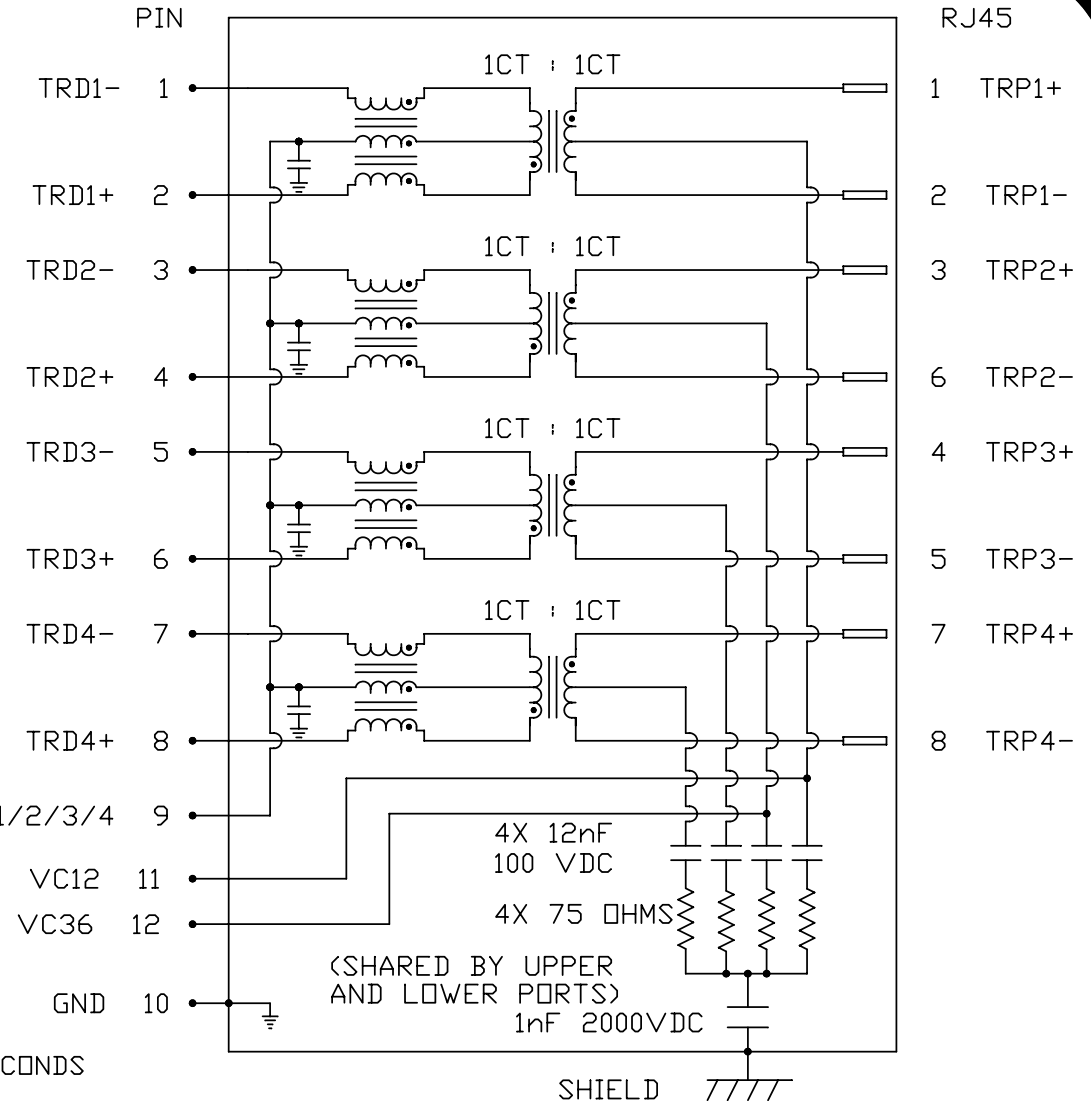 PIN RJ45
1CT : 1CT
TRD1- 1 1 TRP1+
TRD1+ 2 2 TRP1-
1CT : 1CT
TRD2- 3 3 TRP2+
TRD2+ 4 6 TRP2-
1CT : 1CT
TRD3- 5 4 TRP3+
TRD3+ 6 5 TRP3-
1CT : 1CT
TRD4- 7 7 TRP4+
TRD4+ 8 8 TRP4-
1/2/3/4 9
4X 12nF
100 VDC
VC12 11
4X 75 OHMS
VC36 12
(SHARED BY UPPER
AND LOWER PORTS)
GND 10
1nF 2000VDC
CONDS
SHIELD